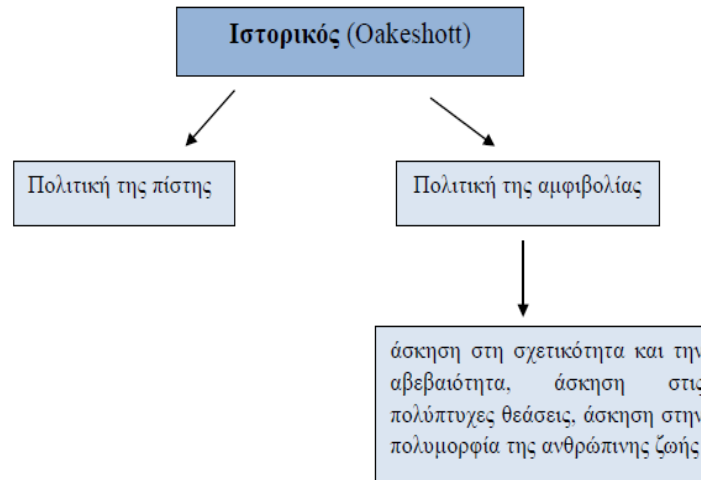 Ιστορικός (Oakeshott)
Πολιτική της πίστης
Πολιτική της αμφιβολίας
άσκηση στη σχετικότητα και την
αβεβαιότητα, άσκηση στις
πολύπτυχες θεάσεις, άσκηση στην
πολυμορφία της ανθρώπινης ζωής